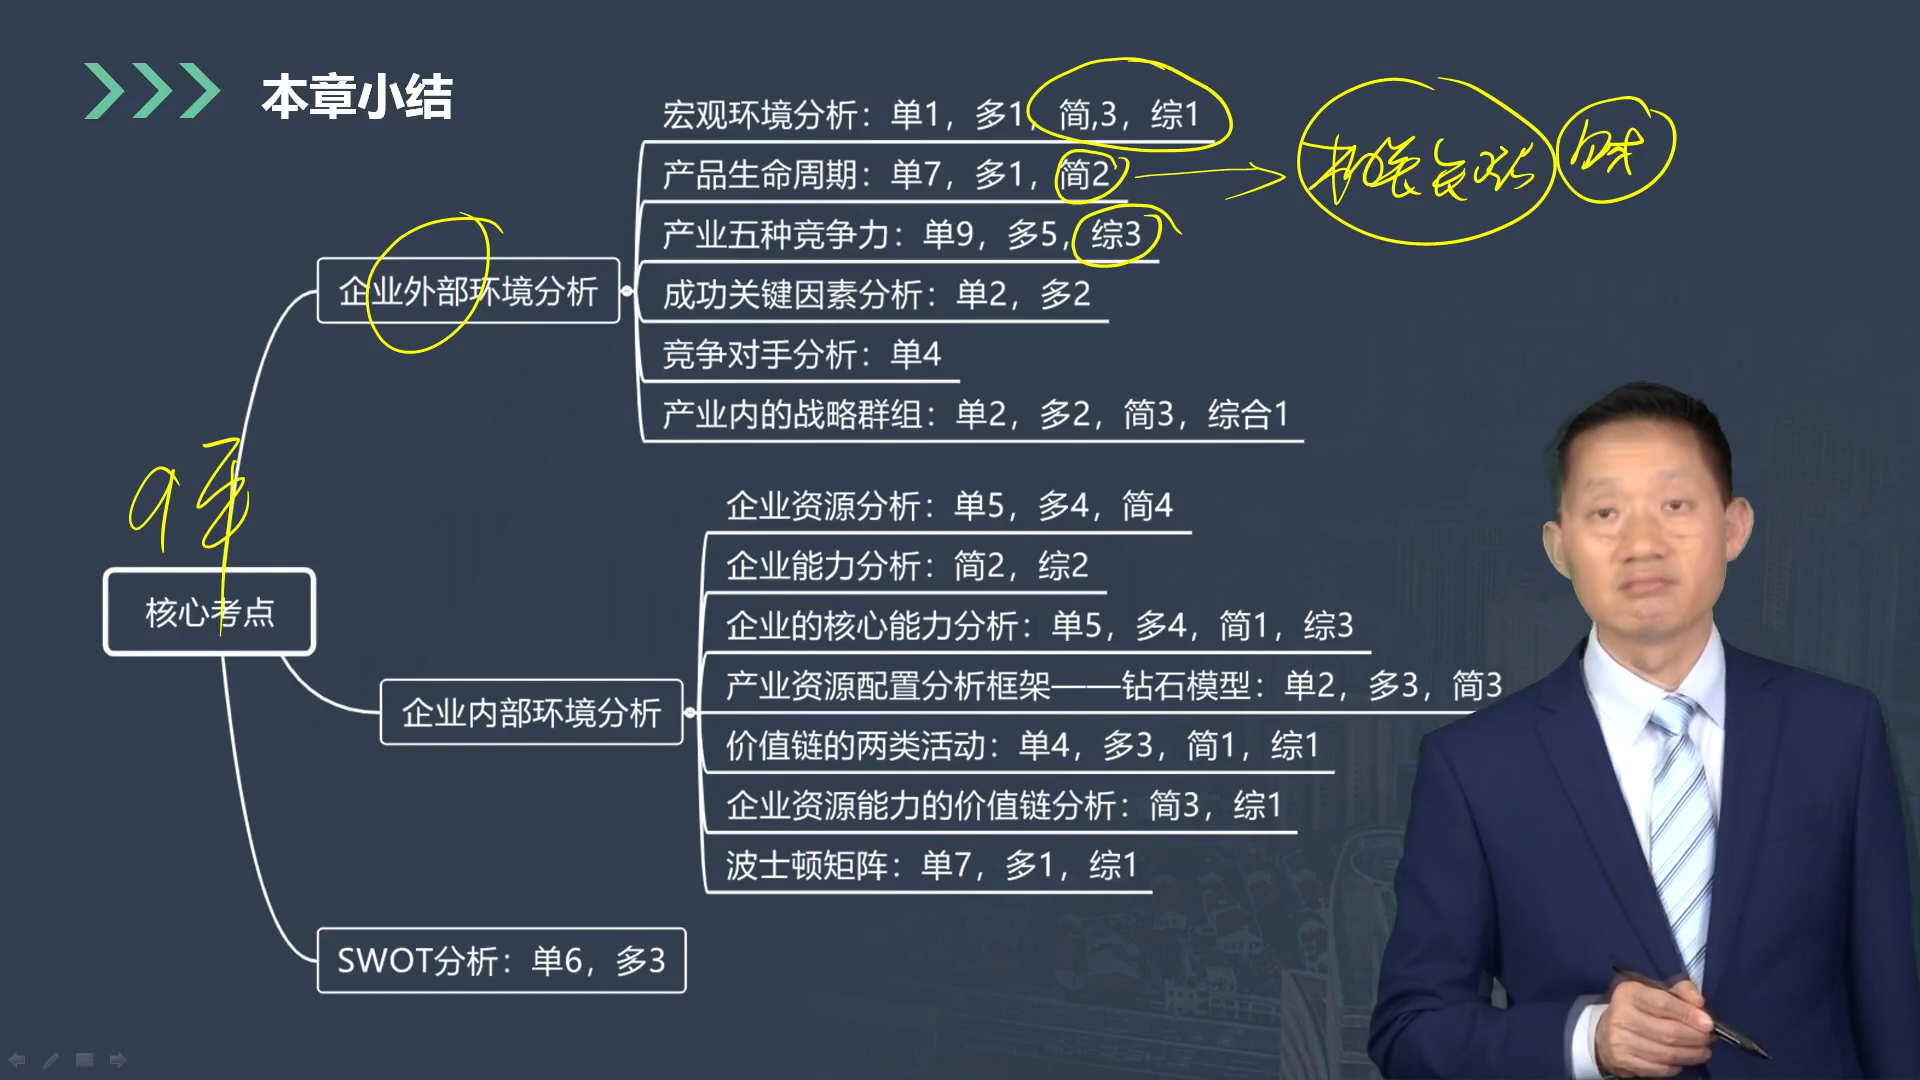 本章小结
宏观环境分析：单1，多1，简,3，综1
产品生命周期：单7，多1，简2
产业五种竞争力：单9，多5，综3
企业外部环境分析
成功关键因素分析：单2，多2
竞争对手分析：单4
产业内的战略群组：单2，多2，简3，综合1
9年
企业资源分析：单5，多4，简4
企业能力分析：简2，综2
核心考点
企业的核心能力分析：单5，多4，简1，综3
产业资源配置分析框架——钻石模型：单2，多3，简3
企业内部环境分析
价值链的两类活动：单4，多3，简1，综1
企业资源能力的价值链分析：简3，综1
波士顿矩阵：单7，多1，综1
SWOT分析：单6，多3